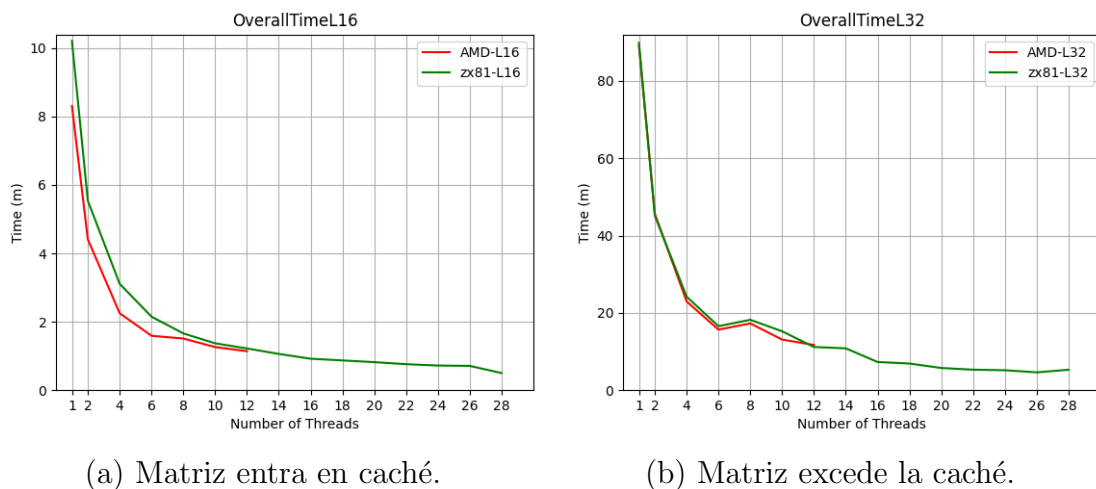 OverallTimeL16
AMD-L16
zx81-L16
10
8
6
4
2
0
Time (m)
1 2 4 6 8 10 12 14 16 18 20 22 24 26 28
Number of Threads
(a) Matriz entra en caché.
OverallTimeL32
AMD-L32
zx81-L32
80
60
40
20
0
Time (m)
1 2 4 6 8 10 12 14 16 18 20 22 24 26 28
Number of Threads
(b) Matriz excede la caché.